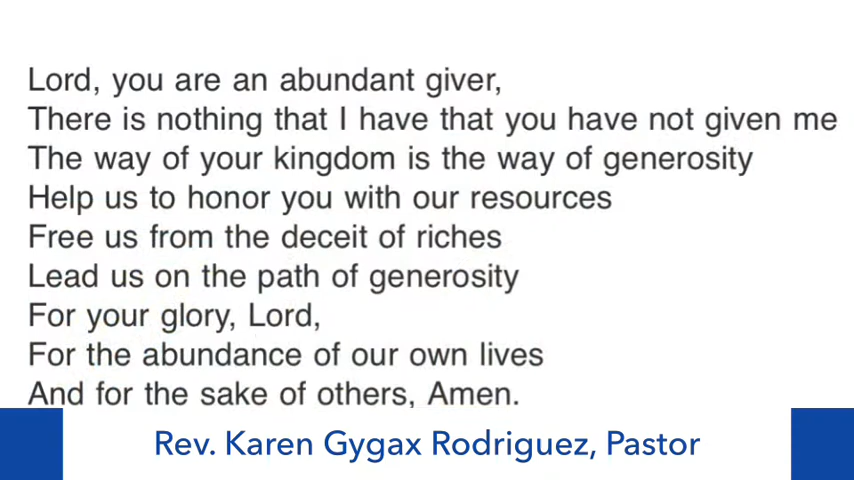 Lord, you are an abundant giver,
There is nothing that I have that you have not given me
The way of your kingdom is the way of generosity
Help us to honor you with our resources
Free us from the deceit of riches
Lead us on the path of generosity
For your glory, Lord,
For the abundance of our own lives
And for the sake of others, Amen.
Rev. Karen Gygax Rodriguez, Pastor